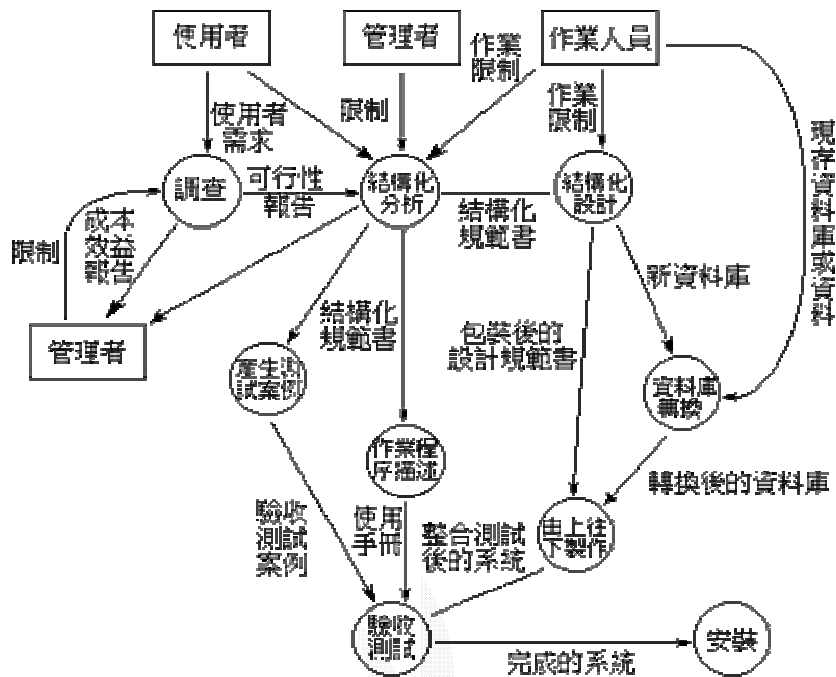 使用者
管理者
作業人員
作業
限制
使用者
需求
限制
作業
限制
現存資料庫或資料
調查
可行性
報告
結構化
分析
結構化
規範書
結構化
設計
限制
成本
效益
報告
新資料庫
管理者
結構化
規範書
包裝後的
設計規範書
產生測
試案例
資料庫
轉換
作業程
序描述
轉換後的資料庫
驗收
測試
案例
使用
手冊
整合測試
後的系統
由上往
下製作
驗收
測試
完成的系統
安裝